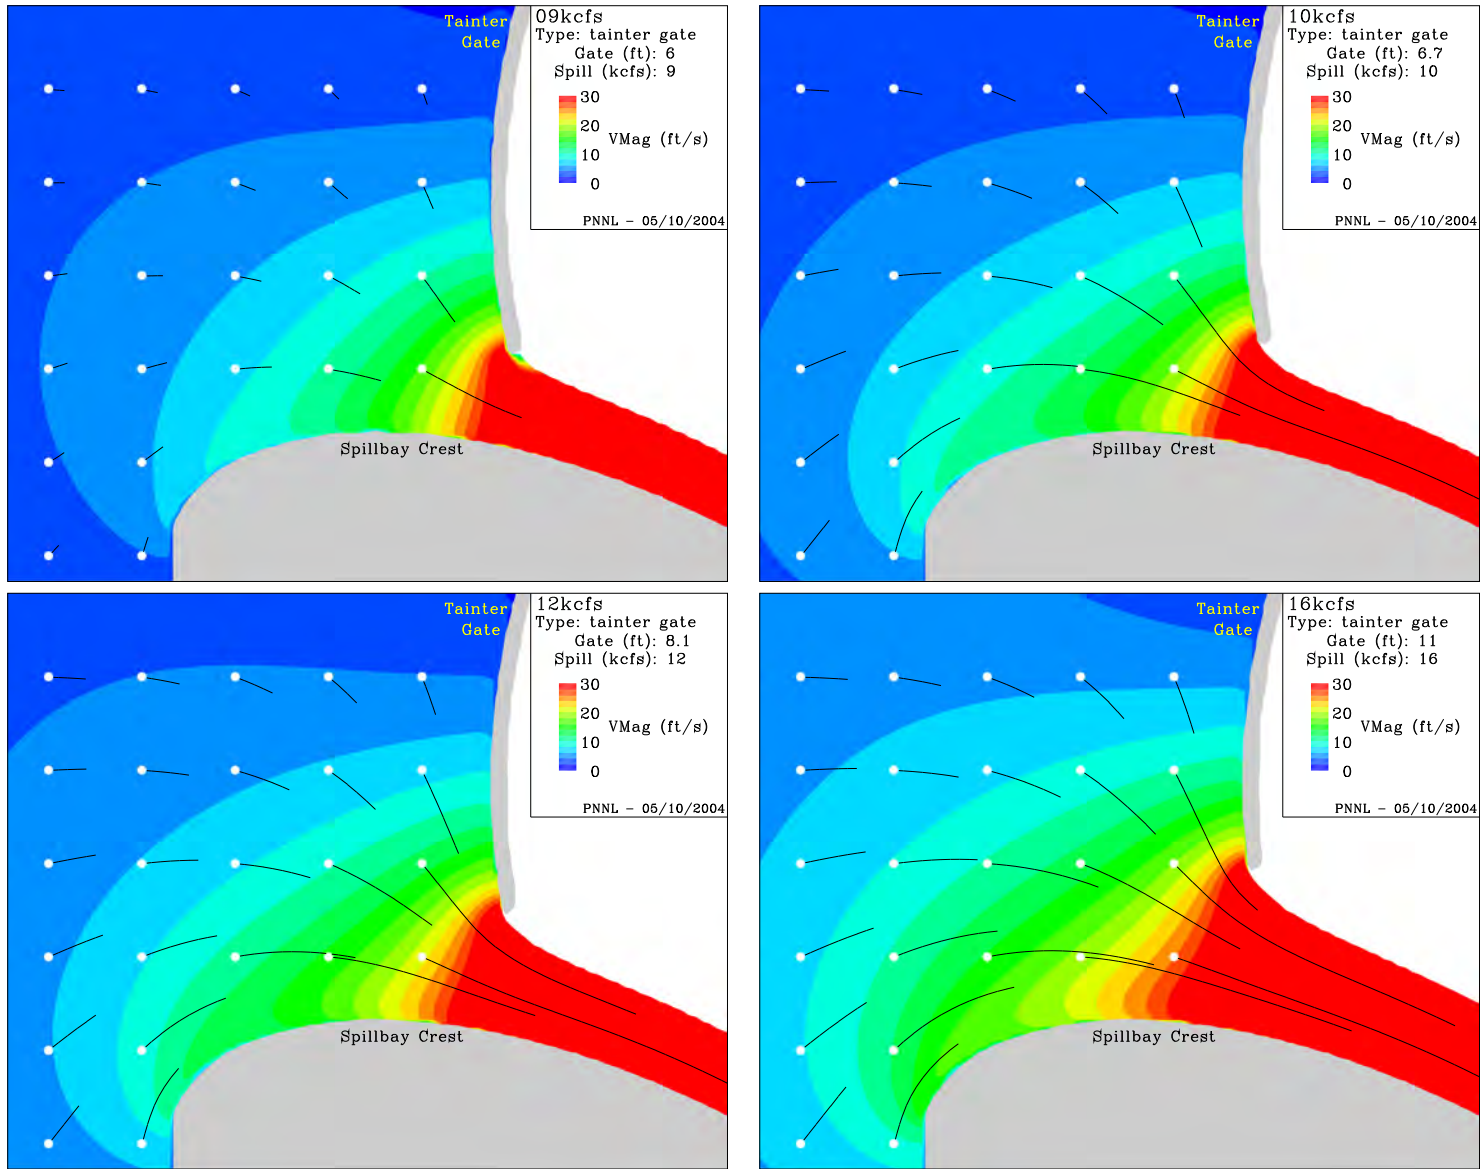 Tainter
Gate
09kcfs
Type: tainter gate
Gate (ft): 6
Spill (kcfs): 9
30
20
VMag (ft/s)
10
0
PNNL - 05/10/2004
Spillbay Crest
Tainter
Gate
10kcfs
Type: tainter gate
Gate (ft): 6.7
Spill (kcfs): 10
30
20
VMag (ft/s)
10
0
PNNL - 05/10/2004
Spillbay Crest
Tainter
Gate
12kcfs
Type: tainter gate
Gate (ft): 8.1
Spill (kcfs): 12
30
20
VMag (ft/s)
10
0
PNNL - 05/10/2004
Spillbay Crest
Tainter
Gate
16kcfs
Type: tainter gate
Gate (ft): 11
Spill (kcfs): 16
30
20
VMag (ft/s)
10
0
PNNL - 05/10/2004
Spillbay Crest